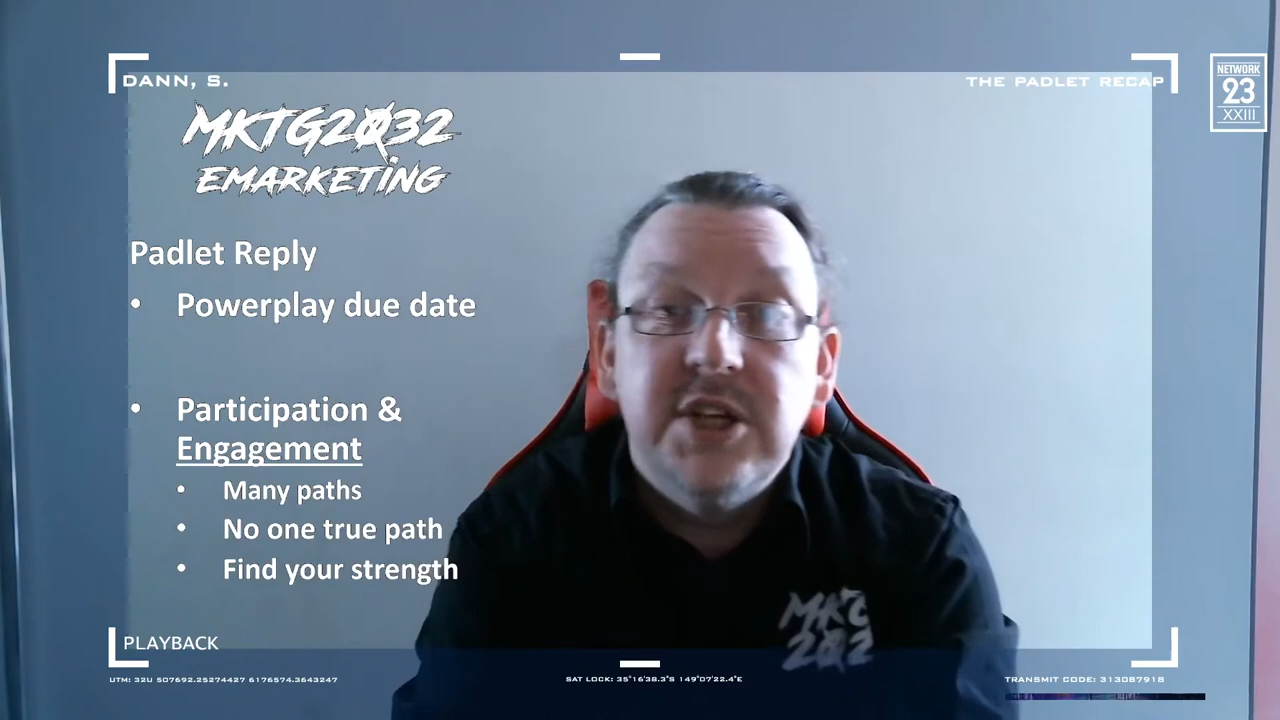 DANN, S.
THE PADLET RECAP
NETWORK
23
XXIII
MKTG2032
EMARKETING
Padlet Reply
• Powerplay due date
• Participation &
Engagement
• Many paths
• No one true path
• Find your strength
MKTG
202
PLAYBACK
UTM: 32U 507692.25274427 6176574.3643247
SAT LOCK: 35°16'38.3"S 149°07'22.4"E
TRANSMIT CODE: 313087918